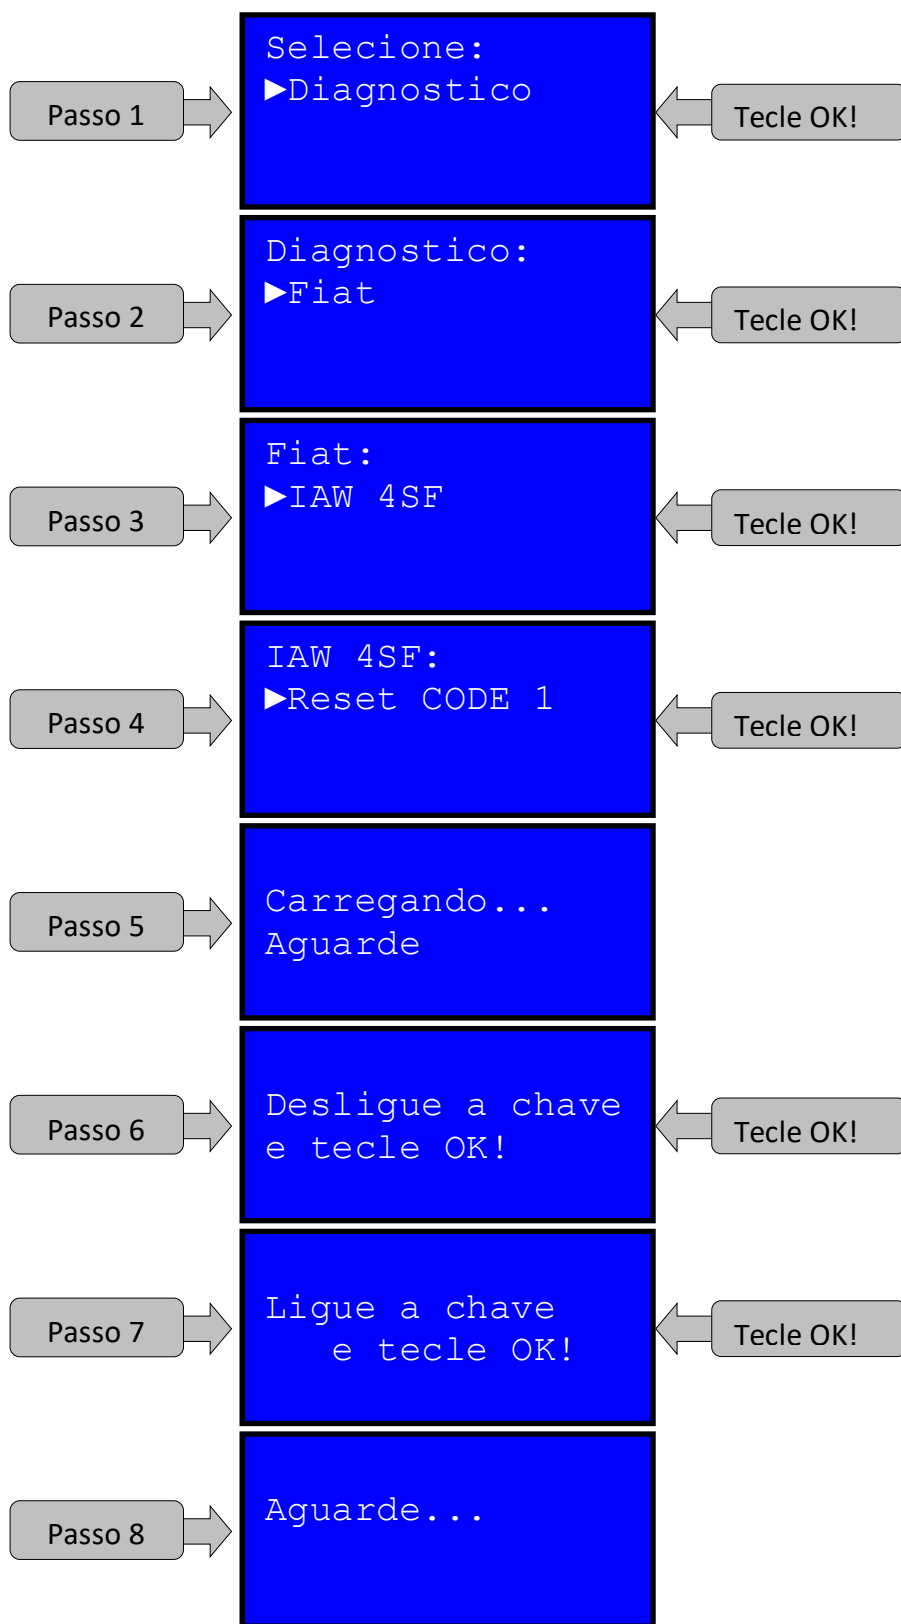 Selecione:
►Diagnostico
Passo 1
Tecle OK!
Diagnostico:
►Fiat
Passo 2
Tecle OK!
Fiat:
►IAW 4SF
Passo 3
Tecle OK!
IAW 4SF:
►Reset CODE 1
Passo 4
Tecle OK!
Carregando...
Aguarde
Passo 5
Desligue a chave
e tecle OK!
Passo 6
Tecle OK!
Ligue a chave
e tecle OK!
Passo 7
Tecle OK!
Aguarde...
Passo 8